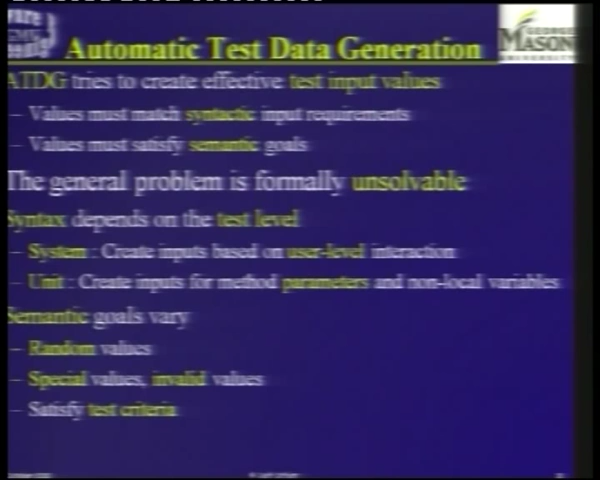 Automatic Test Data Generation
GEORGE
MASON
UNIVERSITY
ATDG tries to create effective test input values
– Values must match syntactic input requirements
– Values must satisfy semantic goals
The general problem is formally unsolvable
Syntax depends on the test level
– System : Create inputs based on user-level interaction
– Unit : Create inputs for method parameters and non-local variables
Semantic goals vary
– Random values
– Special values, invalid values
– Satisfy test criteria